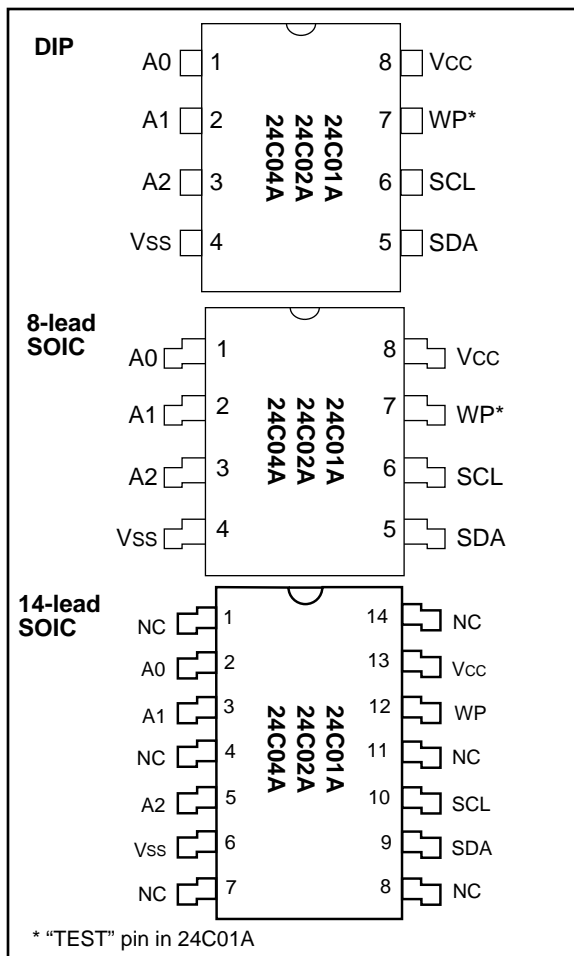 DIP
A0 1 8 VCC
A1 2 7 WP*
A2 3 6 SCL
VSS 4 5 SDA
24C01A
24C02A
24C04A
8-lead
SOIC
A0 1 8 VCC
A1 2 7 WP*
A2 3 6 SCL
VSS 4 5 SDA
24C01A
24C02A
24C04A
14-lead
SOIC
NC 1 14 NC
A0 2 13 VCC
A1 3 12 WP
NC 4 11 NC
A2 5 10 SCL
VSS 6 9 SDA
NC 7 8 NC
24C01A
24C02A
24C04A
* "TEST" pin in 24C01A